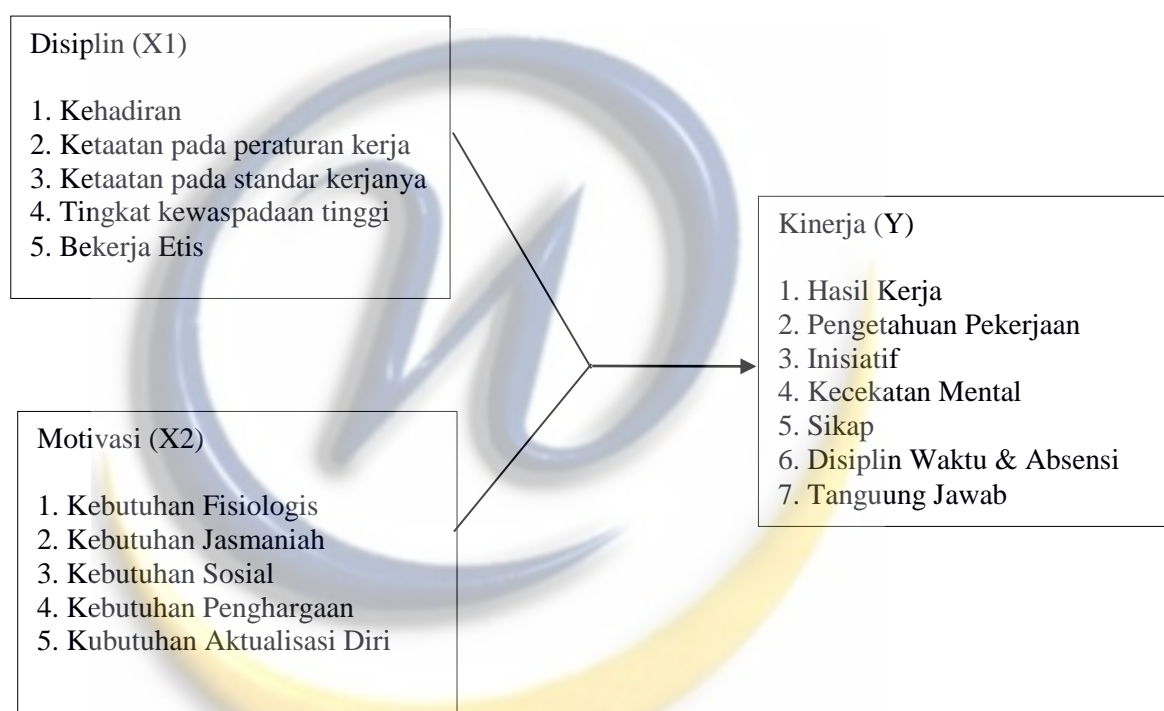 Disiplin (X1)
1. Kehadiran
2. Ketaatan pada peraturan kerja
3. Ketaatan pada standar kerjanya
4. Tingkat kewaspadaan tinggi
5. Bekerja Etis
Motivasi (X2)
1. Kebutuhan Fisiologis
2. Kebutuhan Jasmaniah
3. Kebutuhan Sosial
4. Kebutuhan Penghargaan
5. Kubutuhan Aktualisasi Diri
Kinerja (Y)
1. Hasil Kerja
2. Pengetahuan Pekerjaan
3. Inisiatif
4. Kecekatan Mental
5. Sikap
6. Disiplin Waktu & Absensi
7. Tanguung Jawab